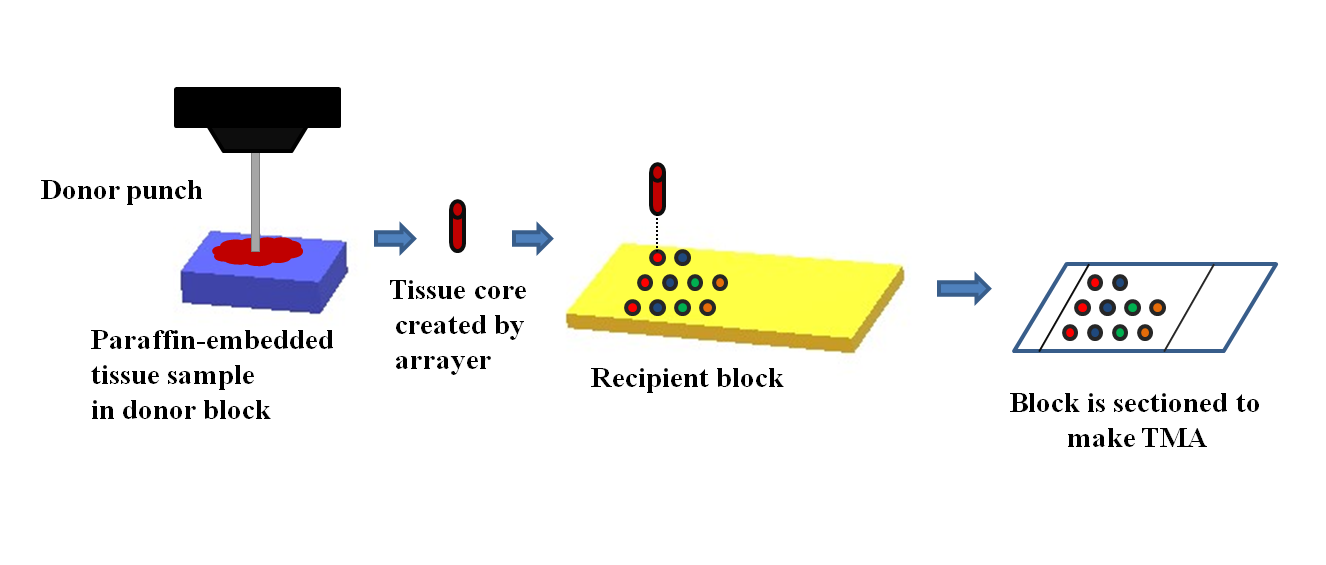 Donor punch
Paraffin-embedded
tissue sample
in donor block
Tissue core
created by
arrayer
Recipient block
Block is sectioned to
make TMA